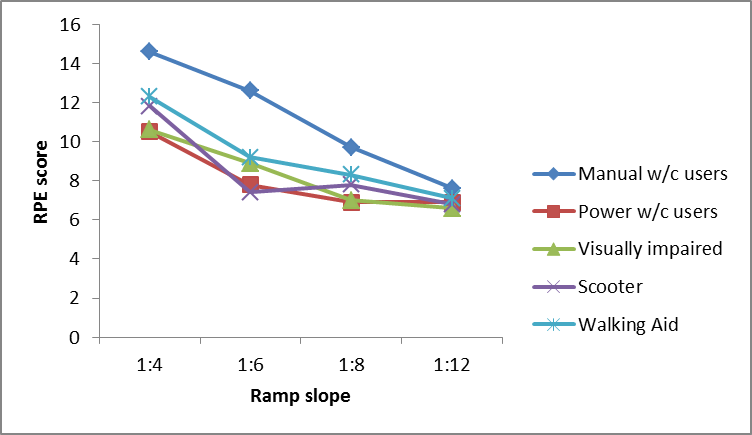 16
14
12
10
8
6
4
2
0
RPE score
1:4 1:6 1:8 1:12
Ramp slope
Manual w/c users
Power w/c users
Visually impaired
Scooter
Walking Aid